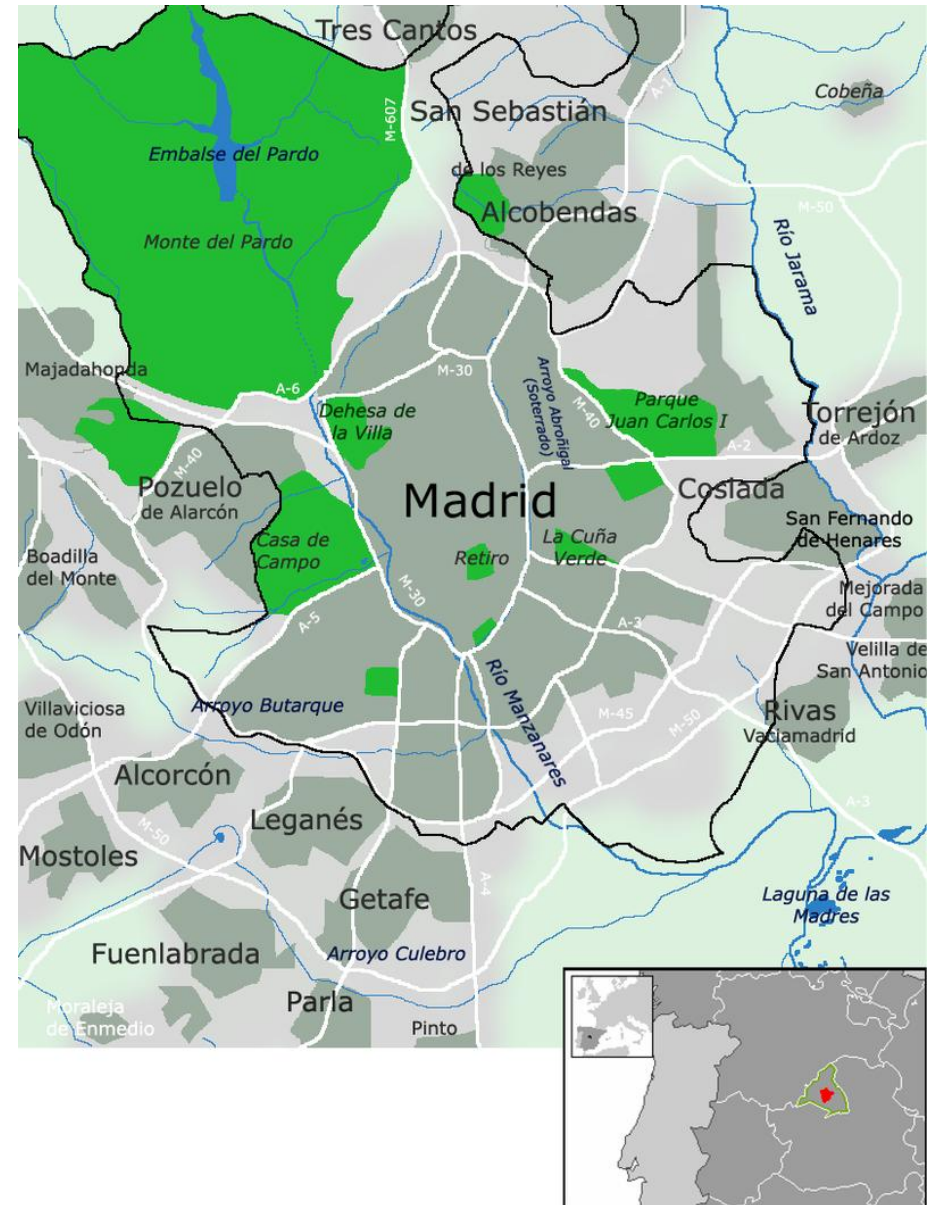 Tres Cantos
M-607
A-1
Cobeña
San Sebastián
de los Reyes
Embalse del Pardo
Alcobendas
M-50
Monte del Pardo
Río Jarama
Majadahonda
A-6
M-30
Arroyo Abroñigal
(Soterrado)
M-40
Dehesa de
la Villa
Parque
Juan Carlos I
Torrejón
de Ardoz
A-2
M-40
Pozuelo
de Alarcón
Madrid
Coslada
San Fernando
de Henares
Boadilla
del Monte
Casa de
Campo
Retiro
La Cuña
Verde
M-30
A-5
A-3
Mejorada
del Campo
Velilla de
San Antonio
Arroyo Butarque
Río Manzanares
M-45
M-50
Rivas
Vaciamadrid
Villaviciosa
de Odón
Alcorcón
A-3
Leganés
M-50
Mostoles
A-4
Getafe
Laguna de las
Madres
Fuenlabrada
Arroyo Culebro
Parla
Moraleja
de Enmedio
Pinto